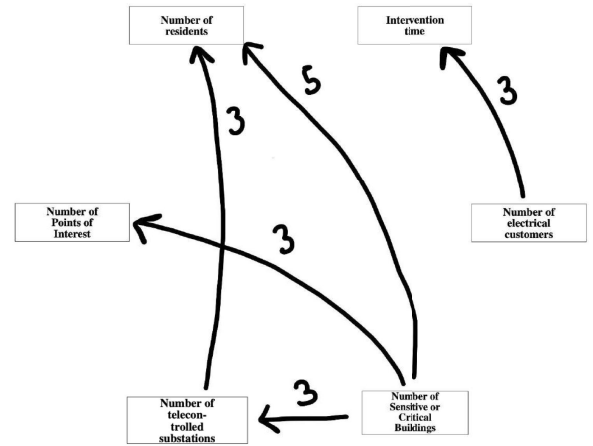 Number of
residents
Intervention
time
5
3
3
Number of
Points of
Interest
Number of
electrical
customers
3
Number of
telecon-
trolled
substations
3
Number of
Sensitive or
Critical
Buildings